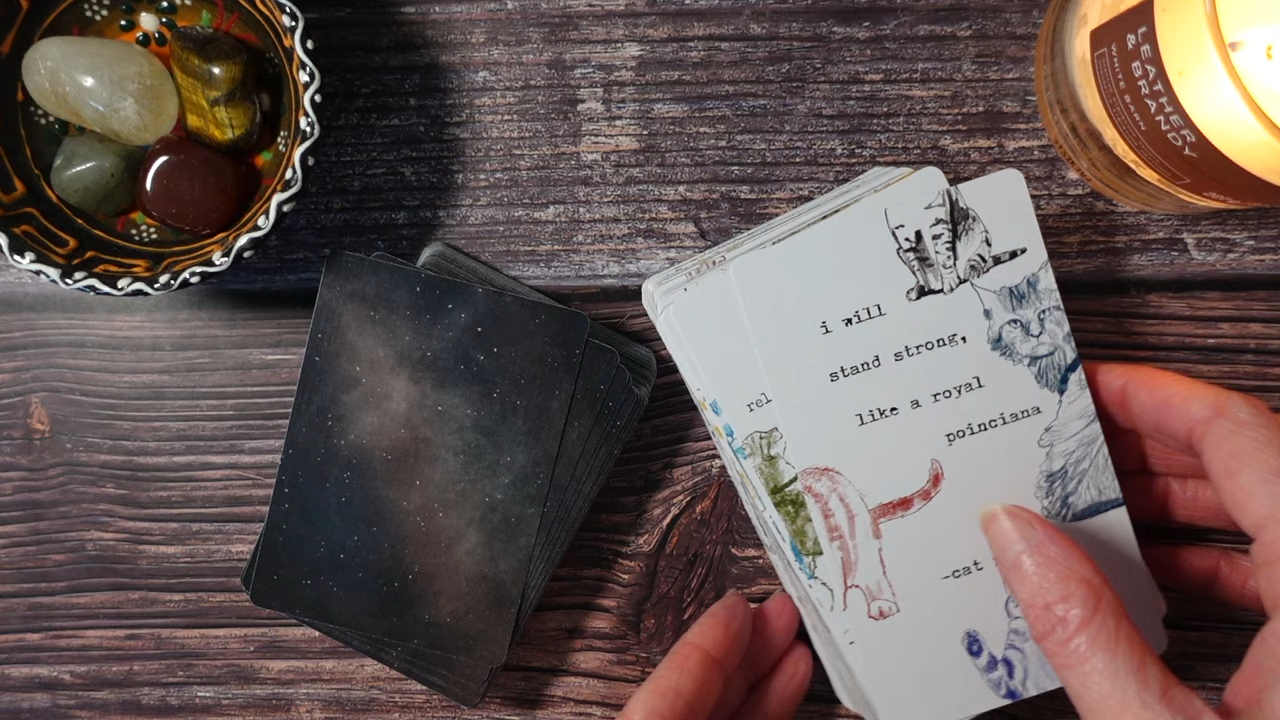 LEATHER
& BRANDY
WHITE BARN
i will
stand strong,
like a royal
poinciana
rel
-cat